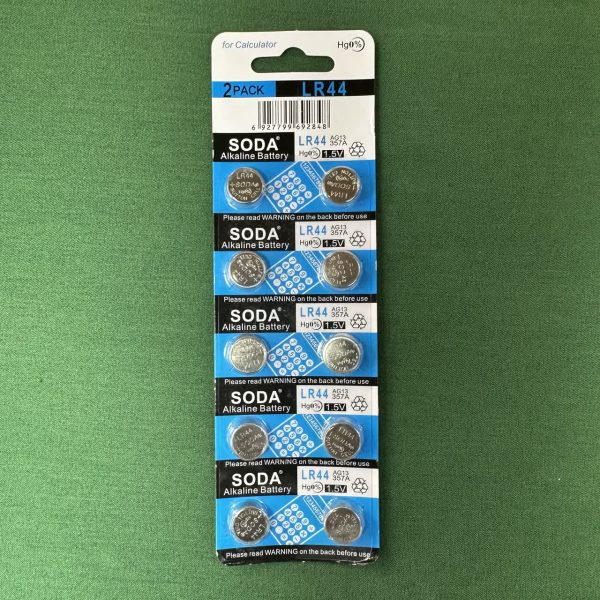 for Calculator
Hg0%
2PACK LR44
6 927799 692848
SODA® LR44 AG13 357A
Alkaline Battery Hg0% 1.5V
LR44
Please read WARNING on the back before use
SODA® LR44 AG13 357A
Alkaline Battery Hg0% 1.5V
Please read WARNING on the back before use
SODA® LR44 AG13 357A
Alkaline Battery Hg0% 1.5V
Please read WARNING on the back before use
SODA® LR44 AG13 357A
Alkaline Battery Hg0% 1.5V
LR44 LR44
Please read WARNING on the back before use
SODA® LR44 AG13 357A
Alkaline Battery Hg0% 1.5V
LR44
Please read WARNING on the back before use